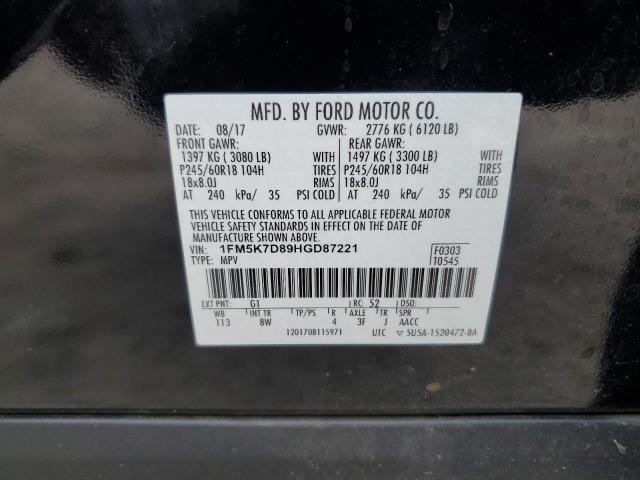 MFD. BY FORD MOTOR CO.
DATE: 08/17 GVWR: 2776 KG ( 6120 LB)
FRONT GAWR: REAR GAWR:
1397 KG ( 3080 LB) WITH 1497 KG ( 3300 LB) WITH
P245/60R18 104H TIRES P245/60R18 104H TIRES
18x8.0J RIMS 18x8.0J RIMS
AT 240 kPa/ 35 PSI COLD AT 240 kPa/ 35 PSI COLD
THIS VEHICLE CONFORMS TO ALL APPLICABLE FEDERAL MOTOR
VEHICLE SAFETY STANDARDS IN EFFECT ON THE DATE OF
MANUFACTURE SHOWN ABOVE.
VIN: 1FM5K7D89HGD87221 F0303
TYPE: MPV T0545
EXT PNT: G1 RC: 52 DSO:
WB INT TR TP/PS R AXLE TR SPR
113 8W 4 3F J AACC
1201708115971 UTC ▽ 5U5A-1520472-BA